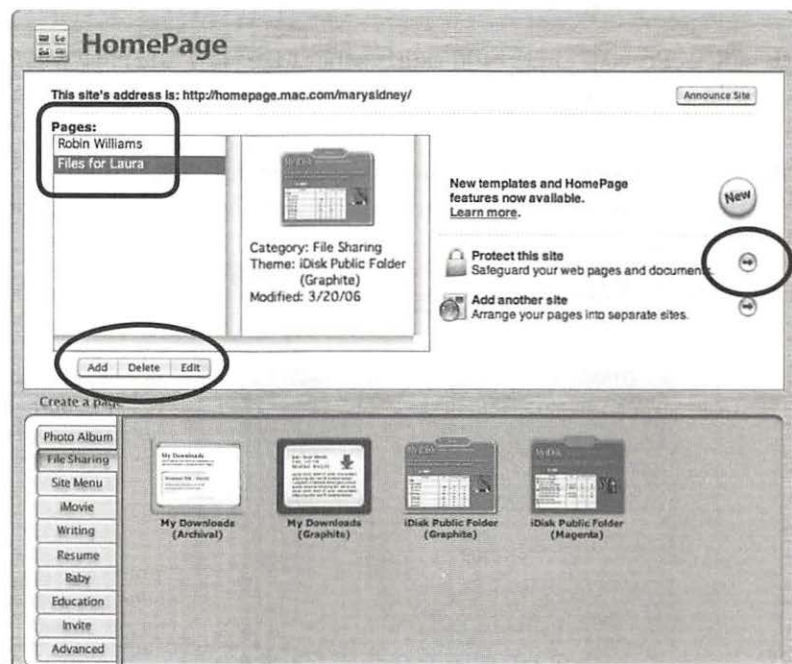 HomePage
This site's address is: http://homepage.mac.com/marysidney/
Announce Site
Pages:
Robin Williams
Files for Laura
Category: File Sharing
Theme: iDisk Public Folder
(Graphite)
Modified: 3/20/06
New templates and HomePage
features now available.
Learn more.
New
Protect this site
Safeguard your web pages and documents.
Add another site
Arrange your pages into separate sites.
Add Delete Edit
Create a page
Photo Album
File Sharing
Site Menu
iMovie
Writing
Resume
Baby
Education
Invite
Advanced
My Downloads
My Downloads
(Archival)
My Downloads
(Graphite)
iDisk Public Folder
(Graphite)
iDisk Public Folder
(Magenta)